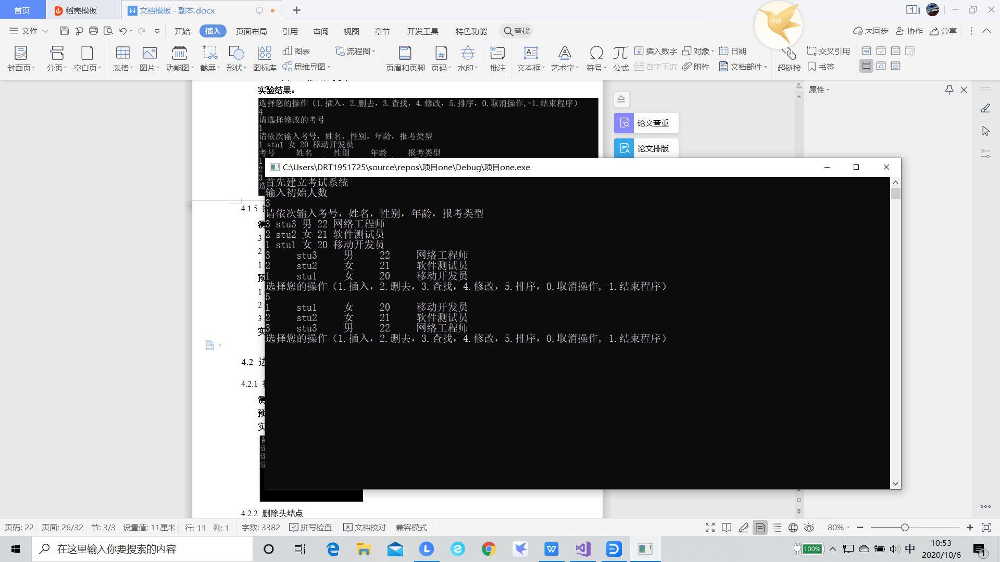 首页
稻壳模板
文档模板 - 副本.docx
1
文件
开始
插入
页面布局
引用
审阅
视图
章节
开发工具
特色功能
查找
VIP
未同步
协作
分享
封面页
分页
空白页
表格
图片
功能图
截屏
形状
图标库
图表
思维导图
流程图
页眉和页脚
页码
水印
批注
文本框
艺术字
符号
公式
插入数字
首字下沉
对象
附件
日期
文档部件
超链接
交叉引用
书签
实验结果:
选择您的操作（1.插入，2.删去，3.查找，4.修改，5.排序，0.取消操作,-1.结束程序）
4
请选择修改的考号
1
请依次输入考号，姓名，性别，年龄，报考类型
1 stu1 女 20 移动开发员
考号 姓名 性别 年龄 报考类型
1
2
3
选
论文查重
论文排版
属性
C:\Users\DRT1951725\source\repos\项目one\Debug\项目one.exe
首先建立考试系统
输入初始人数
3
请依次输入考号，姓名，性别，年龄，报考类型
3 stu3 男 22 网络工程师
2 stu2 女 21 软件测试员
1 stu1 女 20 移动开发员
3 stu3 男 22 网络工程师
2 stu2 女 21 软件测试员
1 stu1 女 20 移动开发员
选择您的操作（1.插入，2.删去，3.查找，4.修改，5.排序，0.取消操作,-1.结束程序）
5
1 stu1 女 20 移动开发员
2 stu2 女 21 软件测试员
3 stu3 男 22 网络工程师
选择您的操作（1.插入，2.删去，3.查找，4.修改，5.排序，0.取消操作,-1.结束程序）
4.1.5
3
2
1
预
1
2
3
实
4.2 边
4.2.1
预
实
4.2.2 删除头结点
页码: 22
页面: 26/32
节: 3/3
设置值: 11厘米
行: 11
列: 1
字数: 3382
拼写检查
文档校对
兼容模式
80%
在这里输入你要搜索的内容
100%
中
10:53
2020/10/6
1